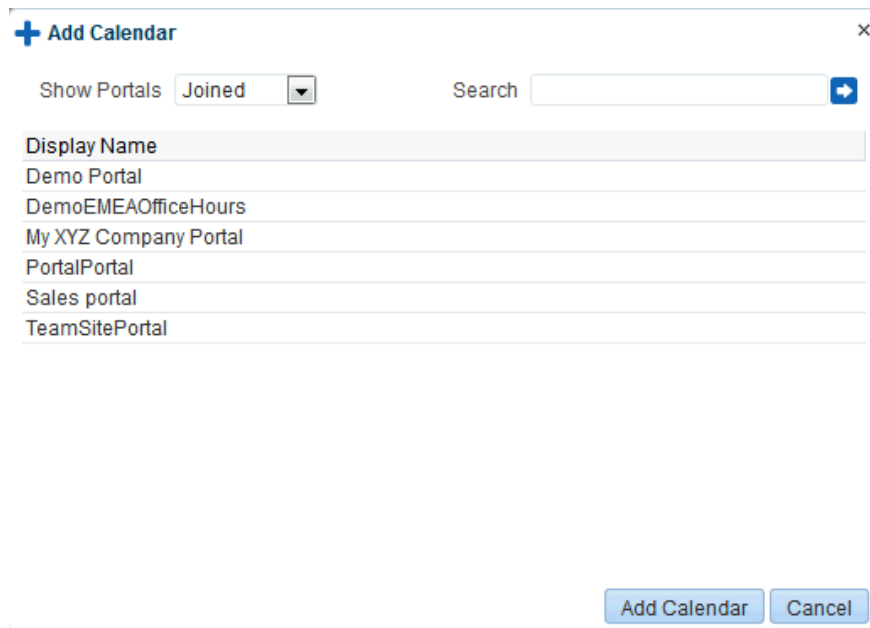 Add Calendar
Show Portals Joined Search
Display Name
Demo Portal
DemoEMEAOfficeHours
My XYZ Company Portal
PortalPortal
Sales portal
TeamSitePortal
Add Calendar Cancel